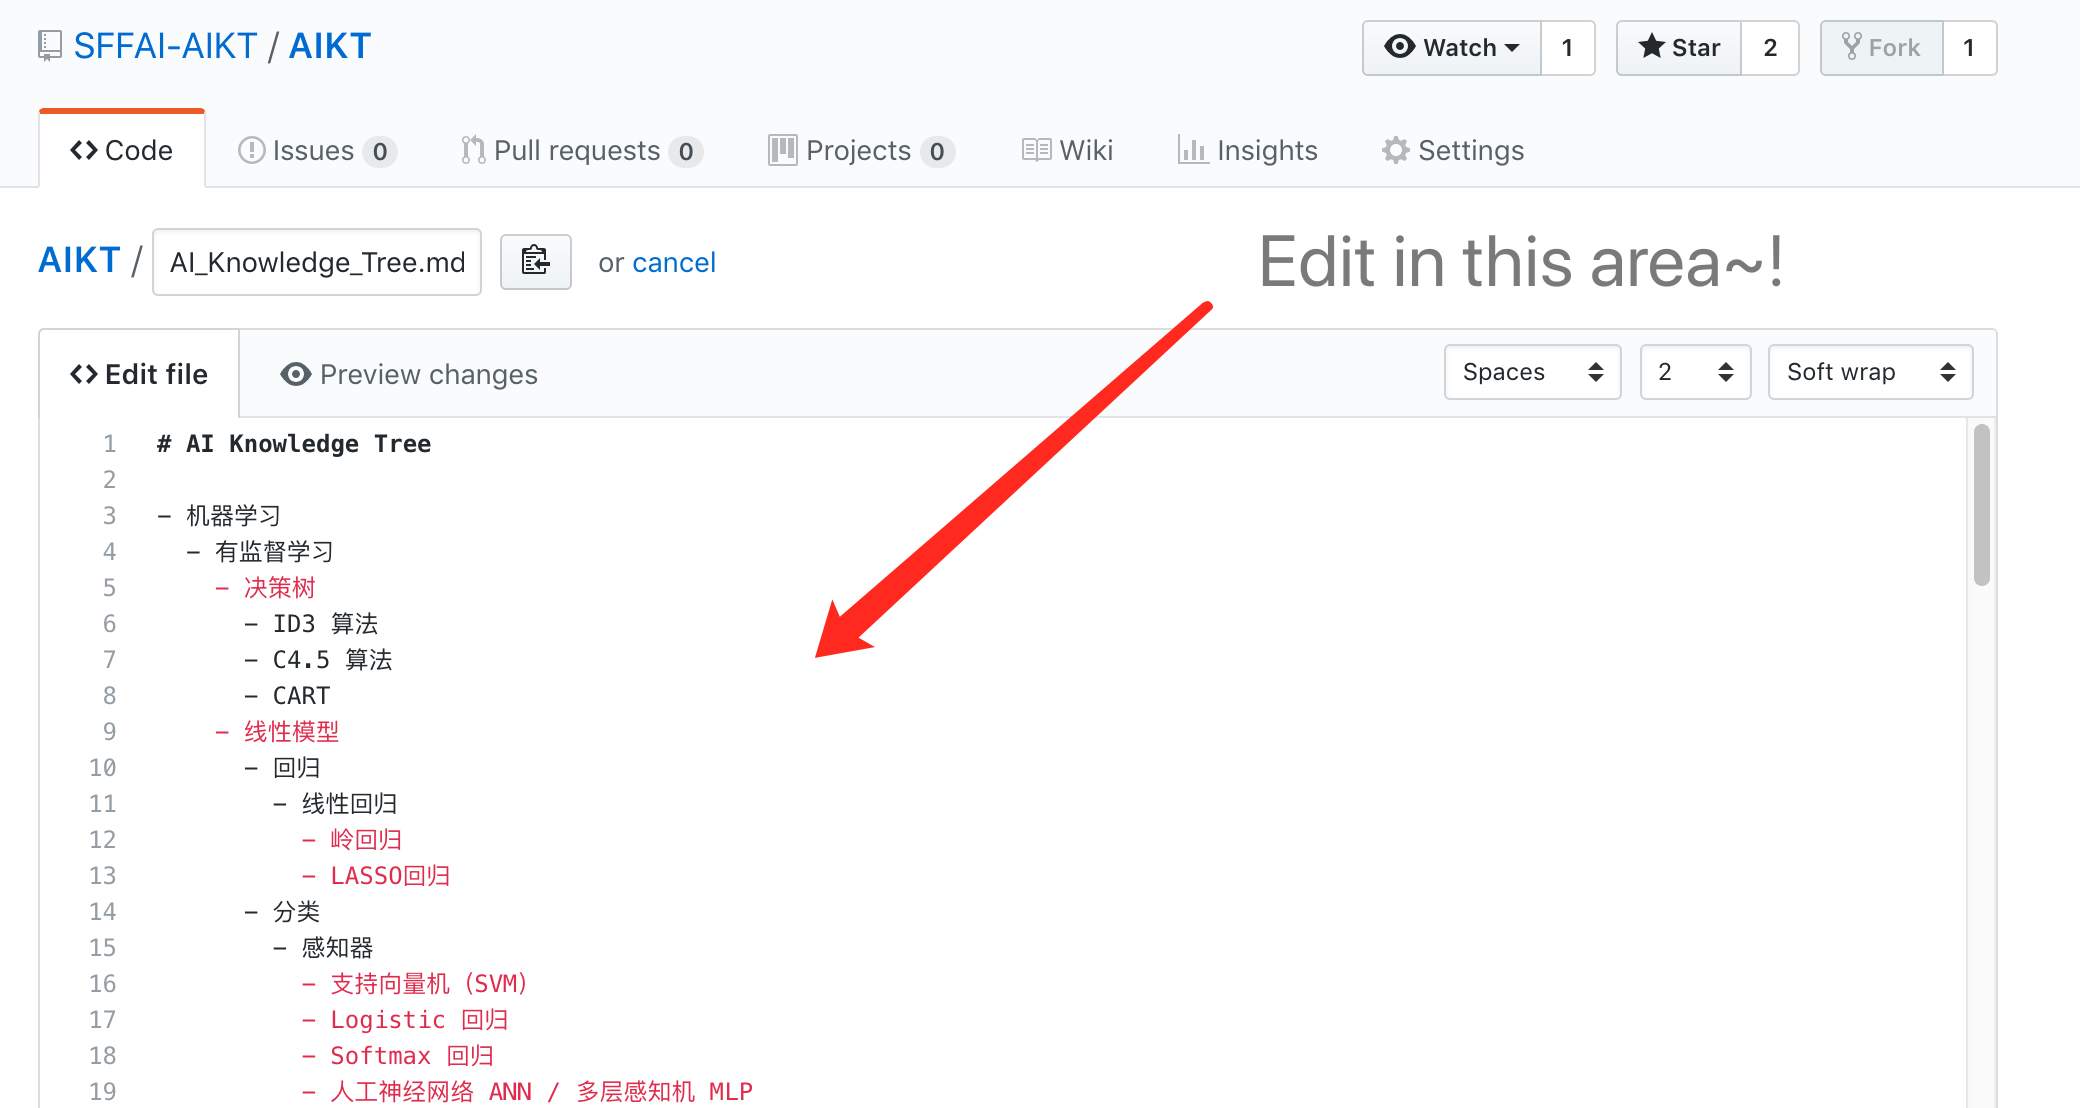 SFFAI-AIKT / AIKT
Watch 1 Star 2 Fork 1
Code Issues 0 Pull requests 0 Projects 0 Wiki Insights Settings
AIKT / AI_Knowledge_Tree.md or cancel
Edit in this area~!
Edit file Preview changes Spaces 2 Soft wrap
1 # AI Knowledge Tree
2
3 - 机器学习
4 - 有监督学习
5 - 决策树
6 - ID3 算法
7 - C4.5 算法
8 - CART
9 - 线性模型
10 - 回归
11 - 线性回归
12 - 岭回归
13 - LASSO回归
14 - 分类
15 - 感知器
16 - 支持向量机（SVM）
17 - Logistic 回归
18 - Softmax 回归
19 - 人工神经网络 ANN / 多层感知机 MLP